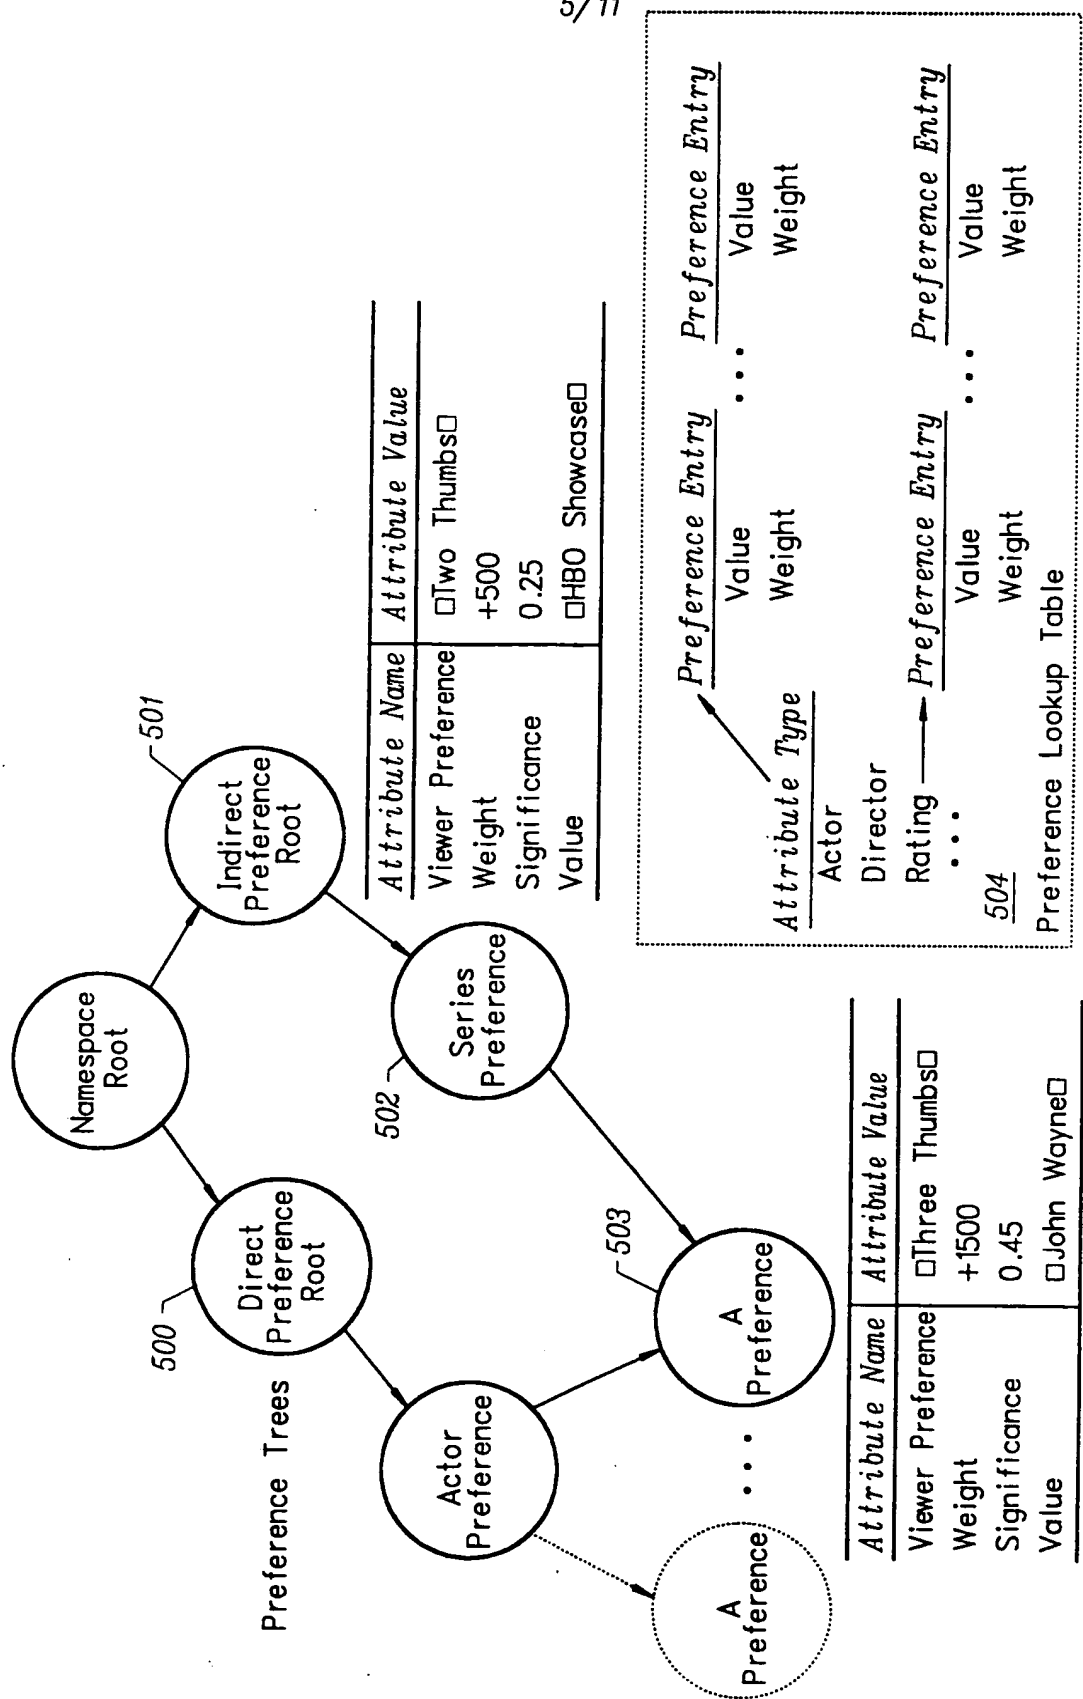 5/11
Namespace
Root
500
Direct
Preference
Root
501
Indirect
Preference
Root
Preference Trees
Actor
Preference
502
Series
Preference
A
Preference
• • •
503
A
Preference
Attribute Name Attribute Value
Viewer Preference □Two Thumbs□
Weight +500
Significance 0.25
Value □HBO Showcase□
Attribute Name Attribute Value
Viewer Preference □Three Thumbs□
Weight +1500
Significance 0.45
Value □John Wayne□
Preference Entry • • • Preference Entry
Value Value
Weight Weight
Attribute Type
Actor
Director
Rating Preference Entry • • • Preference Entry
• • • Value Value
Weight Weight
504
Preference Lookup Table